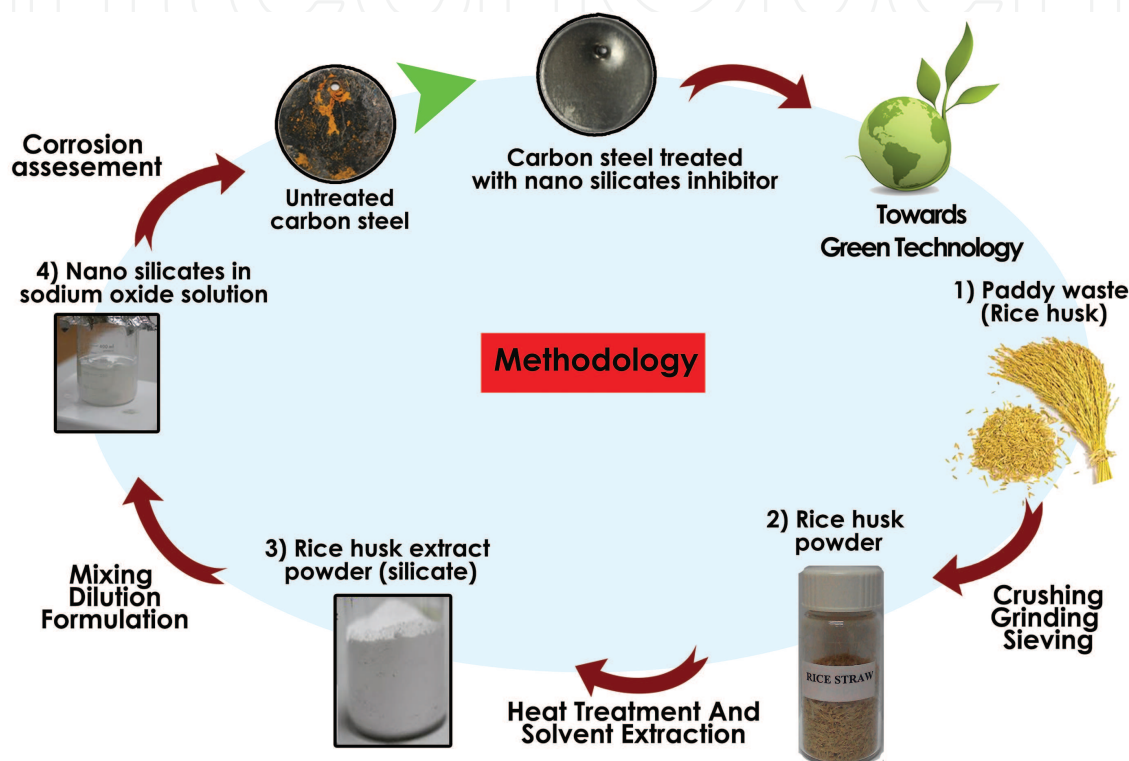 Corrosion
assesement
Untreated
carbon steel
Carbon steel treated
with nano silicates inhibitor
Towards
Green Technology
4) Nano silicates in
sodium oxide solution
1) Paddy waste
(Rice husk)
Methodology
2) Rice husk
powder
3) Rice husk extract
powder (silicate)
Mixing
Dilution
Formulation
Crushing
Grinding
Sieving
RICE STRAW
Heat Treatment And
Solvent Extraction